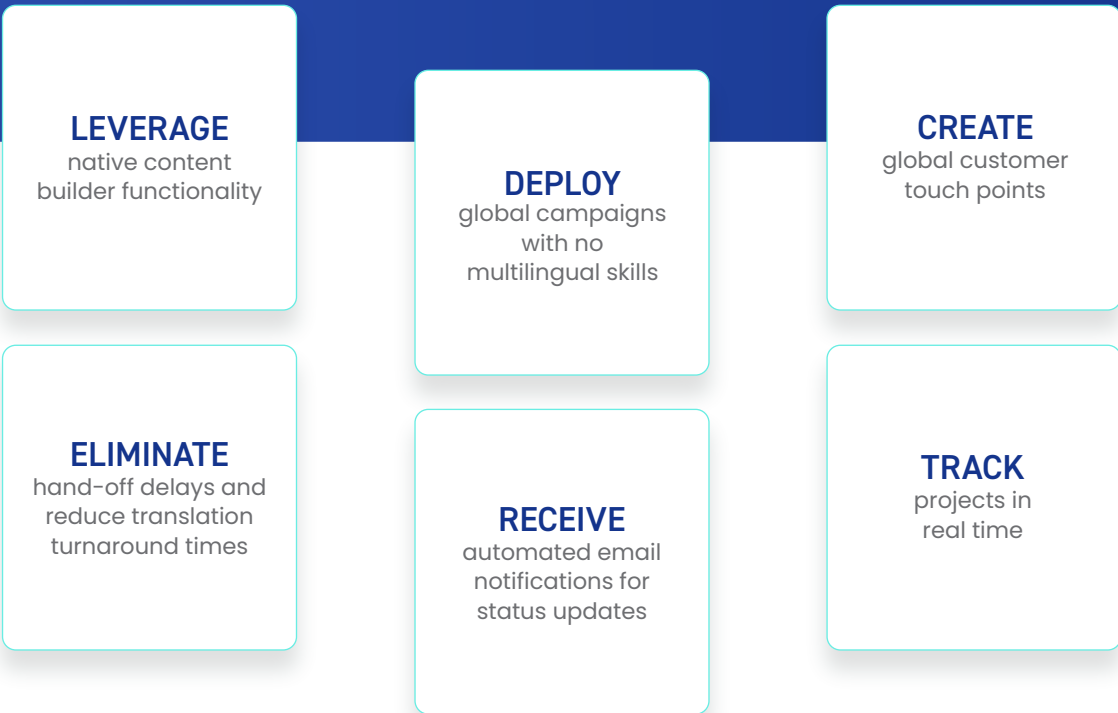 LEVERAGE
native content
builder functionality
DEPLOY
global campaigns
with no
multilingual skills
CREATE
global customer
touch points
ELIMINATE
hand-off delays and
reduce translation
turnaround times
RECEIVE
automated email
notifications for
status updates
TRACK
projects in
real time